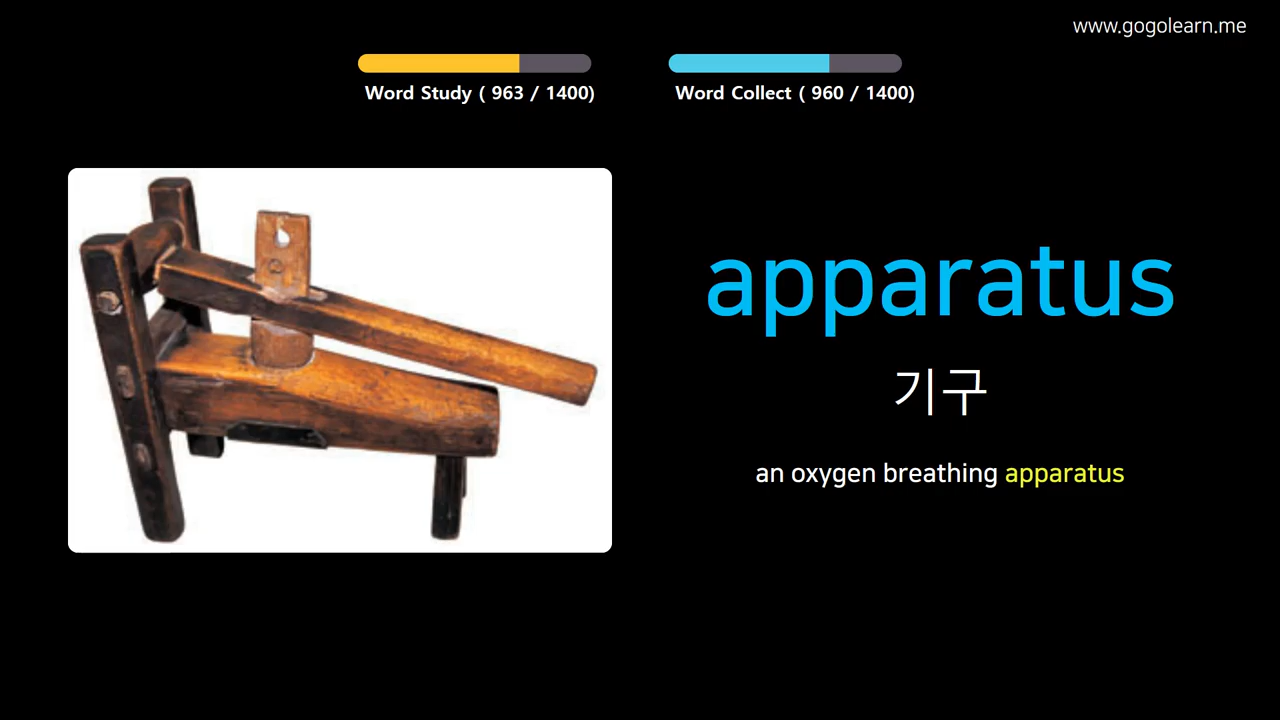 www.gogolearn.me
Word Study ( 963 / 1400)
Word Collect ( 960 / 1400)
apparatus
기구
an oxygen breathing apparatus